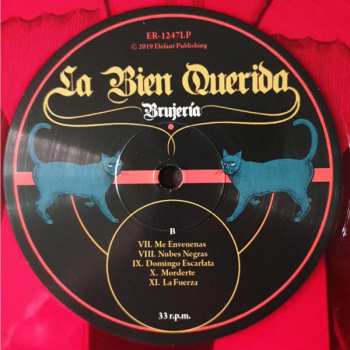 ER-1247LP
© 2019 Elefant Publishing
La Bien Querida
Brujería
B
VII. Me Envenenas
VIII. Nubes Negras
IX. Domingo Escarlata
X. Morderte
XI. La Fuerza
33 r.p.m.